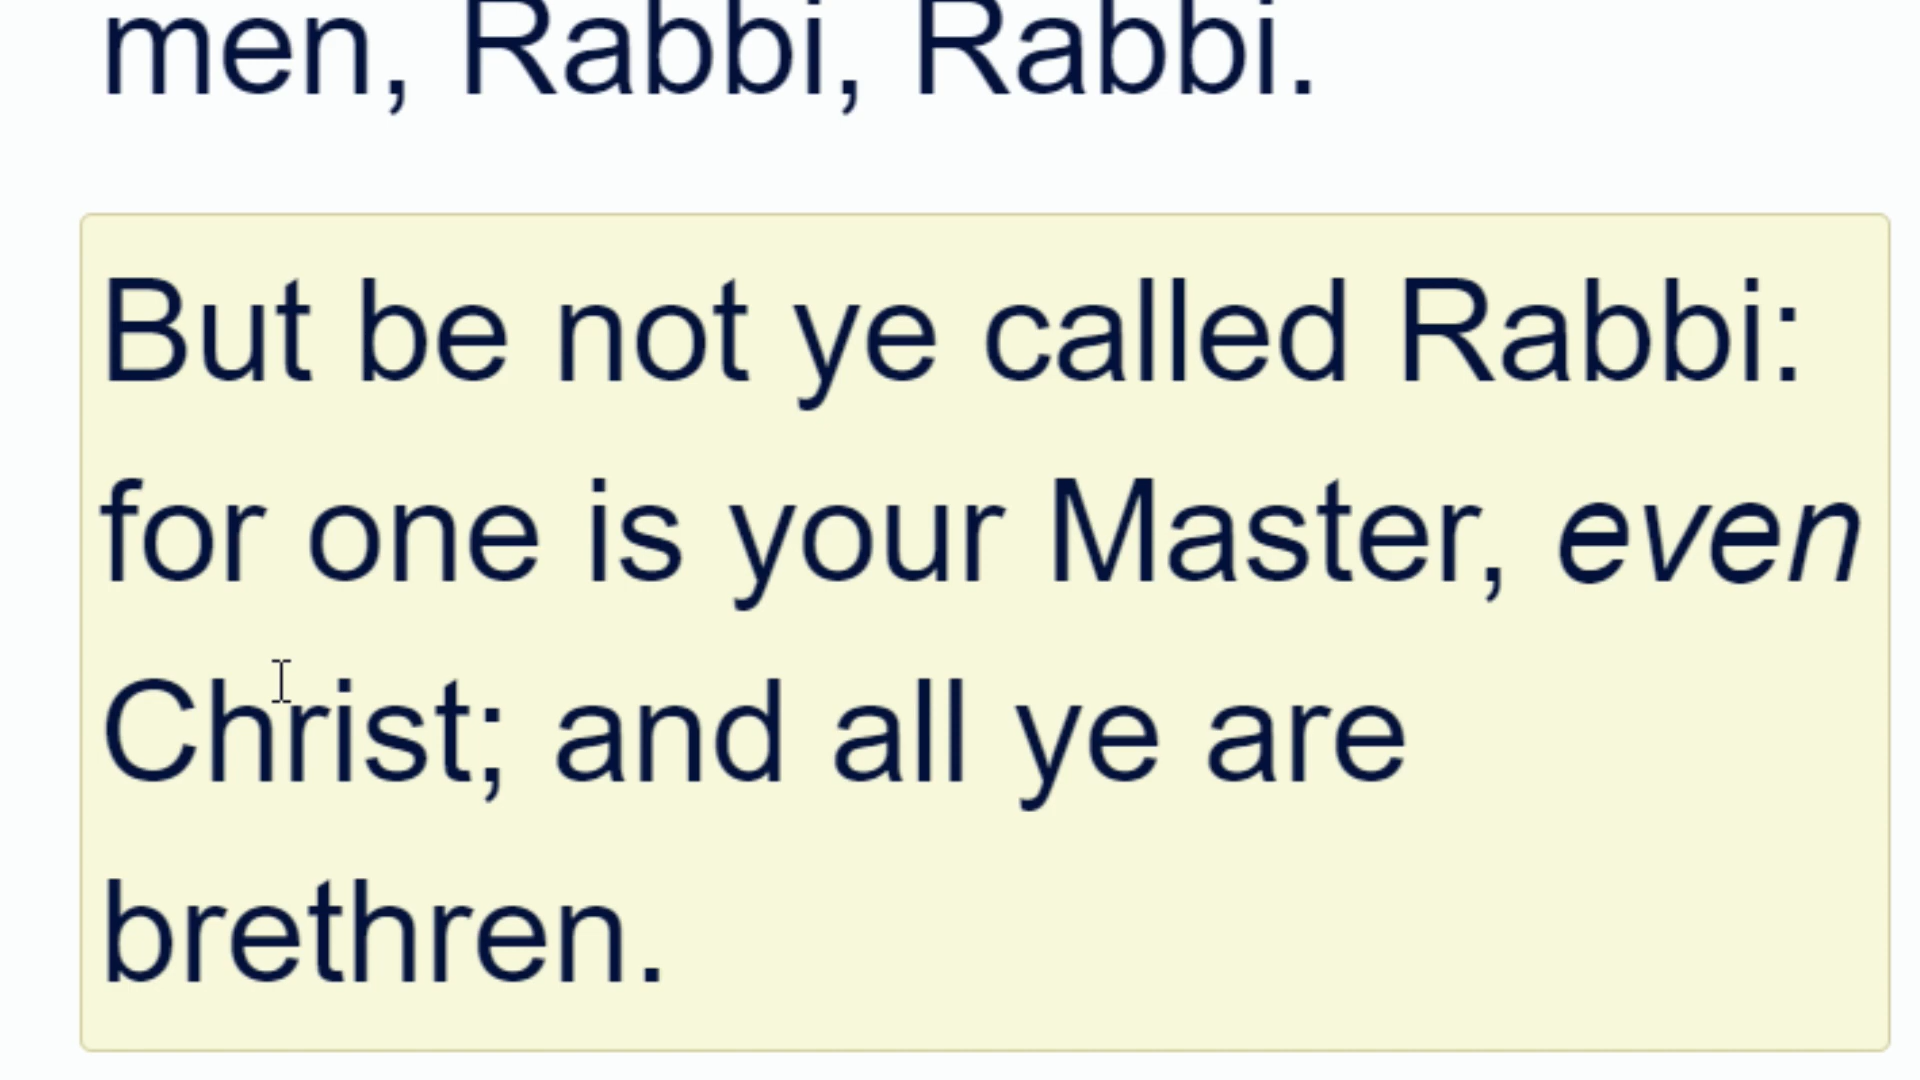 men, Rabbi, Rabbi.
But be not ye called Rabbi:
for one is your Master, even
Christ; and all ye are
brethren.